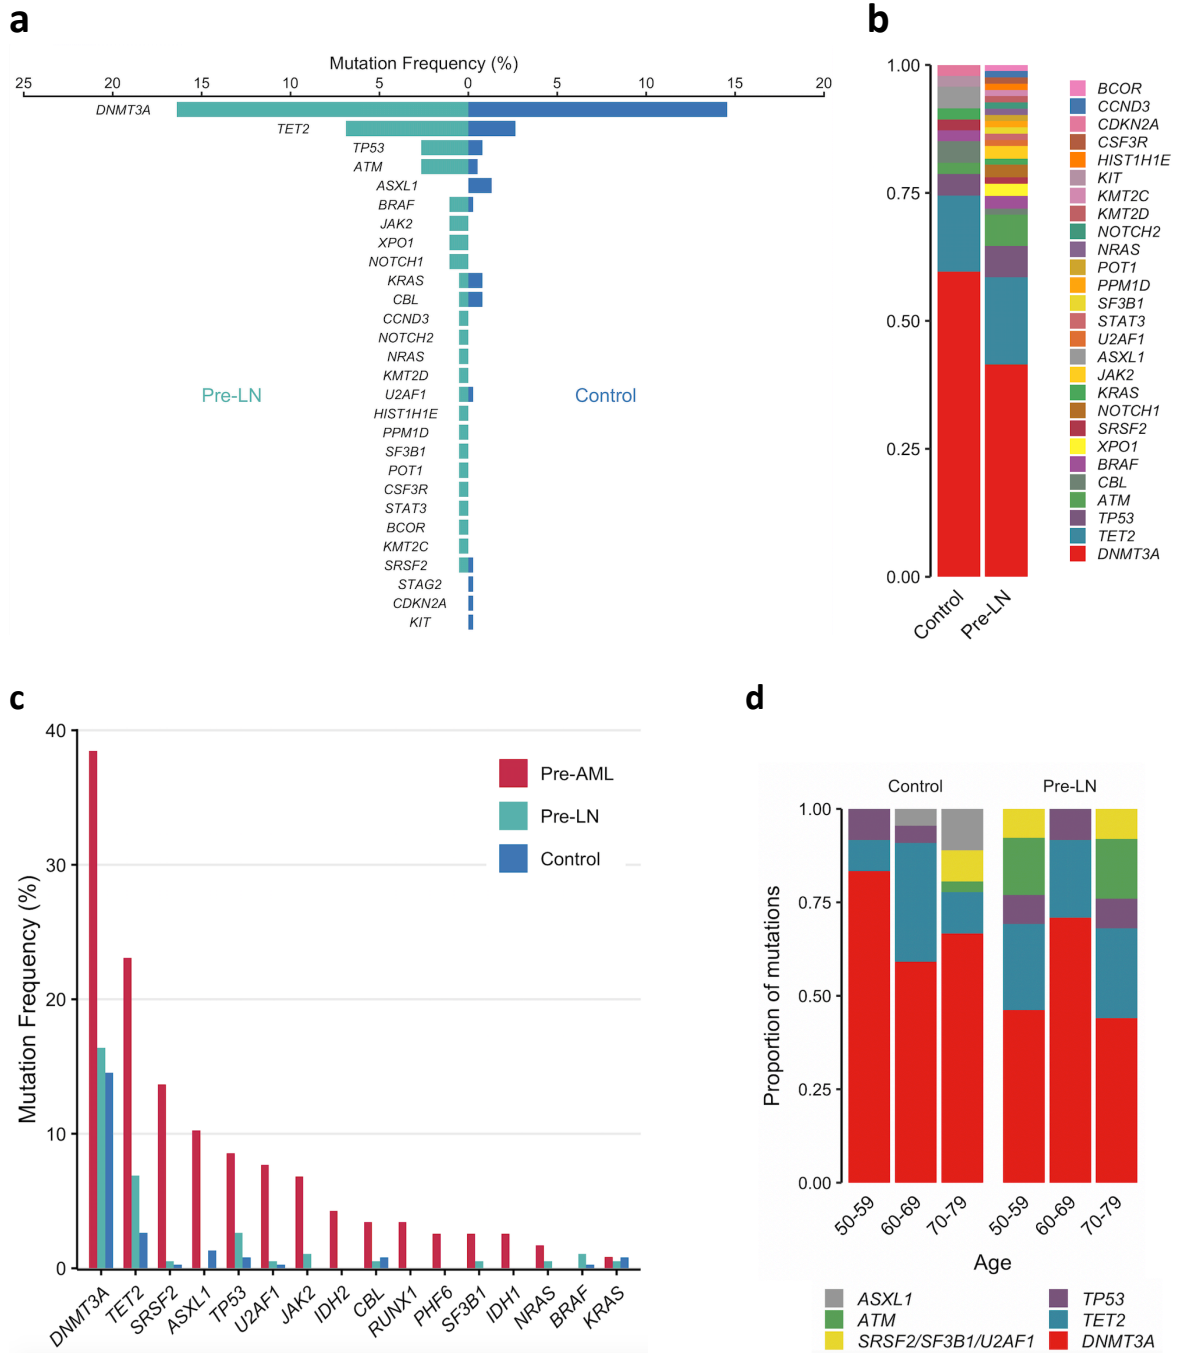 a
Mutation Frequency (%)
25 20 15 10 5 0 5 10 15 20
DNMT3A
TET2
TP53
ATM
ASXL1
BRAF
JAK2
XPO1
NOTCH1
KRAS
CBL
CCND3
NOTCH2
NRAS
KMT2D
U2AF1
HIST1H1E
PPM1D
SF3B1
POT1
CSF3R
STAT3
BCOR
KMT2C
SRSF2
STAG2
CDKN2A
KIT
Pre-LN
Control
b
1.00
0.75
0.50
0.25
0.00
Control
Pre-LN
BCOR
CCND3
CDKN2A
CSF3R
HIST1H1E
KIT
KMT2C
KMT2D
NOTCH2
NRAS
POT1
PPM1D
SF3B1
STAT3
U2AF1
ASXL1
JAK2
KRAS
NOTCH1
SRSF2
XPO1
BRAF
CBL
ATM
TP53
TET2
DNMT3A
c
Mutation Frequency (%)
40
30
20
10
0
Pre-AML
Pre-LN
Control
DNMT3A
TET2
SRSF2
ASXL1
TP53
U2AF1
JAK2
IDH2
CBL
RUNX1
PHF6
SF3B1
IDH1
NRAS
BRAF
KRAS
d
Control
Pre-LN
Proportion of mutations
1.00
0.75
0.50
0.25
0.00
50-59
60-69
70-79
50-59
60-69
70-79
Age
ASXL1
ATM
SRSF2/SF3B1/U2AF1
TP53
TET2
DNMT3A